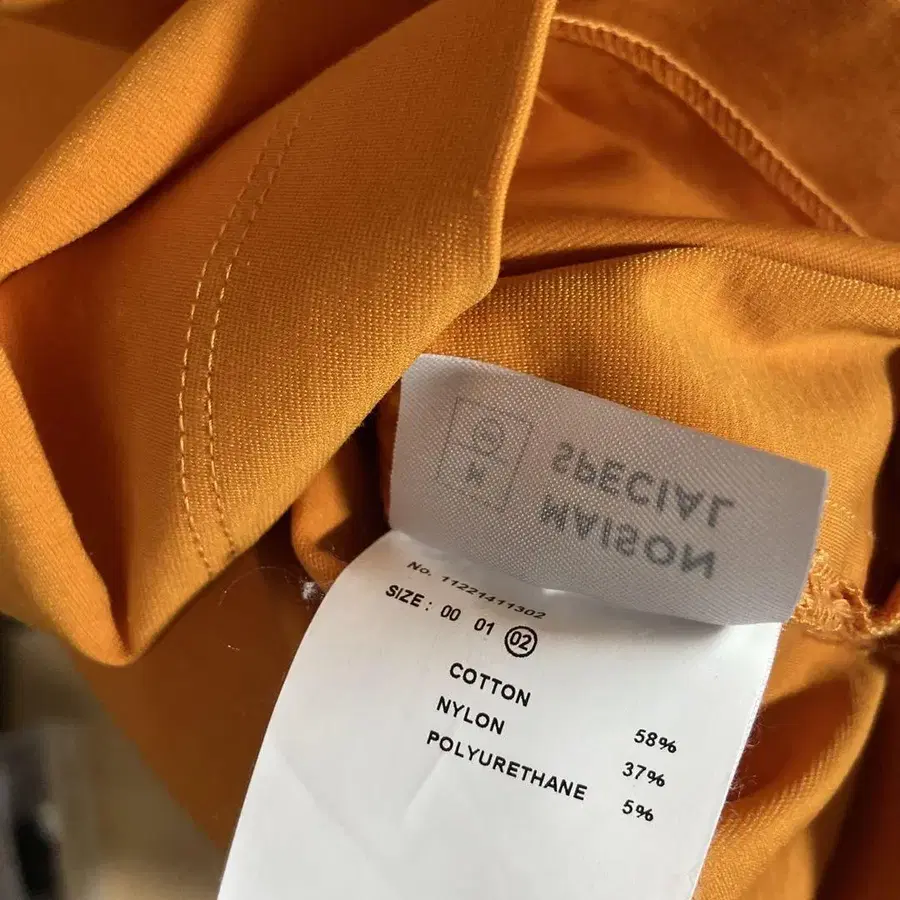 MAISON
SPECIAL
No. 11221411302
SIZE : 00 01 02
COTTON 58%
NYLON 37%
POLYURETHANE 5%